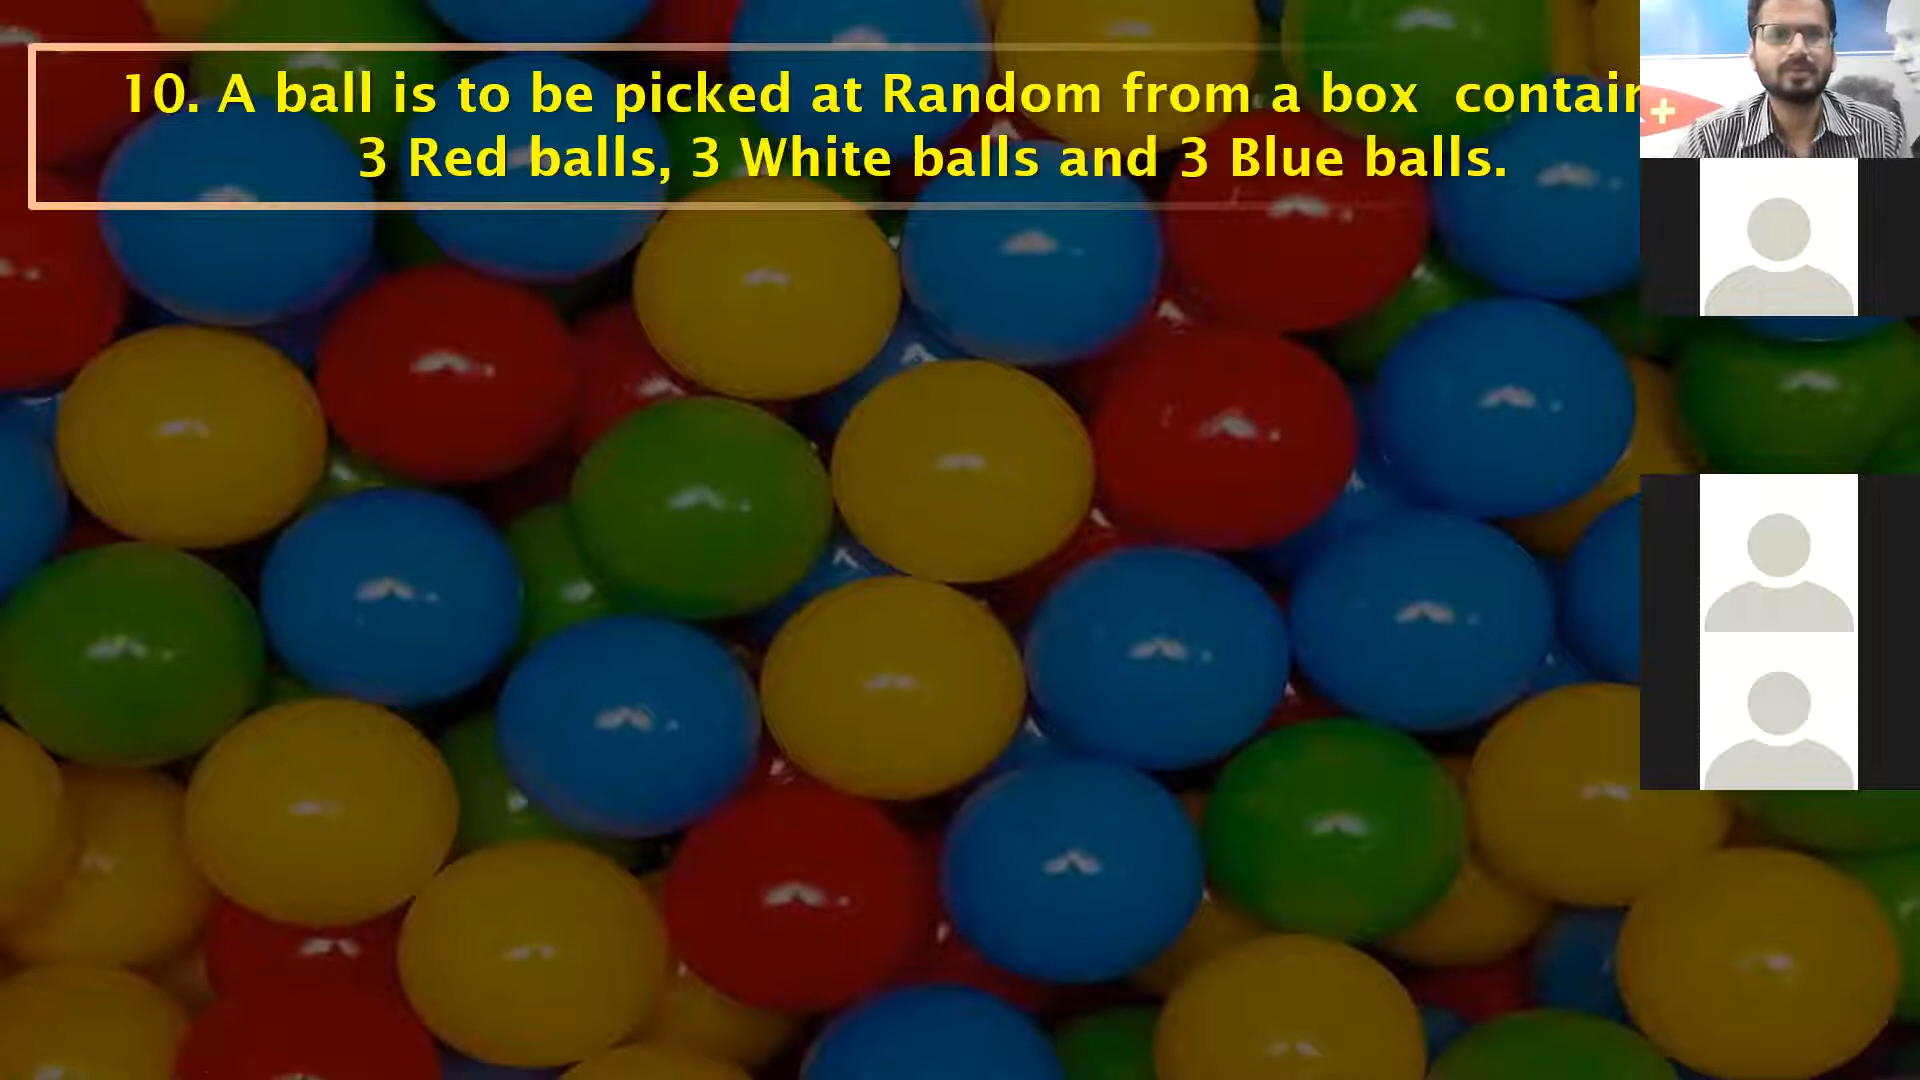 10. A ball is to be picked at Random from a box
3 Red balls, 3 White balls and 3 Blue balls.